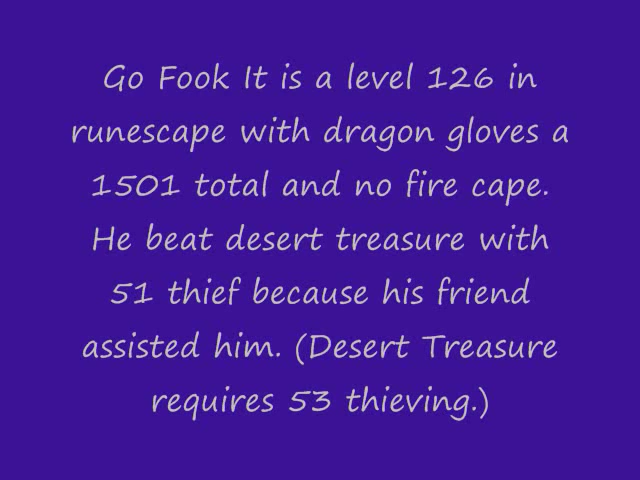 Go Fook It is a level 126 in
runescape with dragon gloves a
1501 total and no fire cape.
He beat desert treasure with
51 thief because his friend
assisted him. (Desert Treasure
requires 53 thieving.)